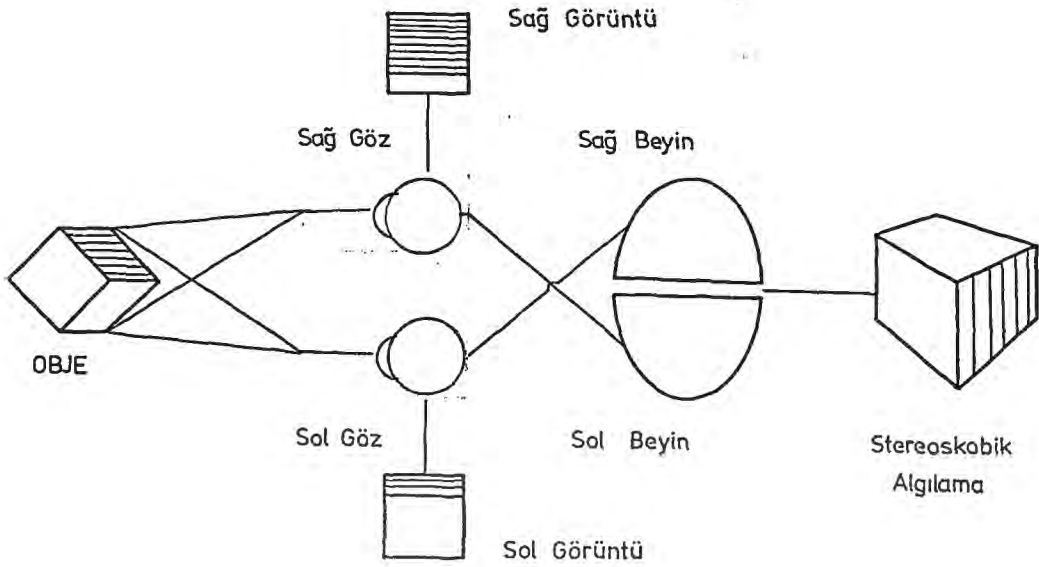 Sağ Görüntü
Sağ Göz
Sağ Beyin
OBJE
Sol Göz
Sol Beyin
Stereoskobik
Algılama
Sol Görüntü